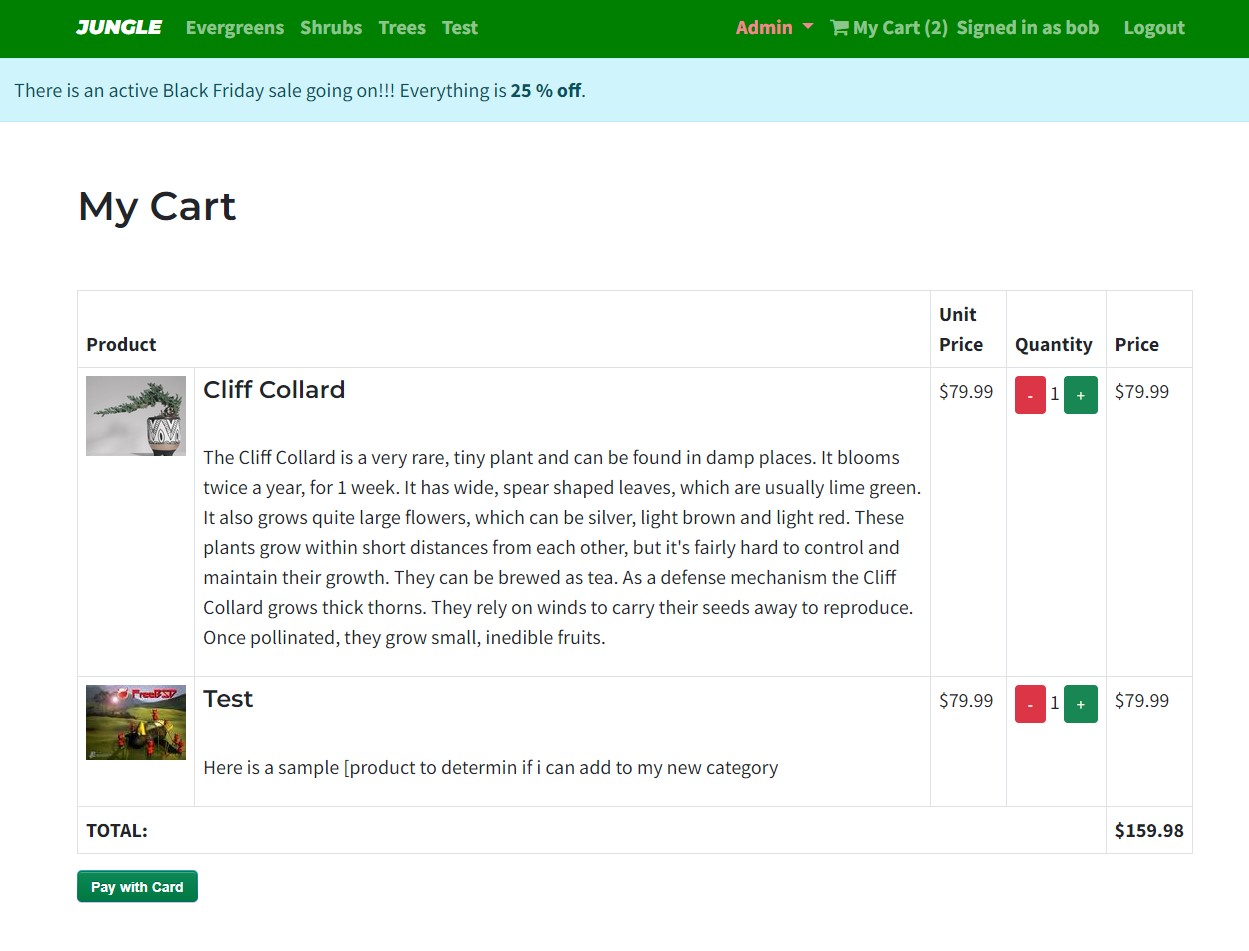 JUNGLE Evergreens Shrubs Trees Test Admin My Cart (2) Signed in as bob Logout
There is an active Black Friday sale going on!!! Everything is 25 % off.
My Cart
Product Unit Price Quantity Price
Cliff Collard $79.99 - 1 + $79.99
The Cliff Collard is a very rare, tiny plant and can be found in damp places. It blooms
twice a year, for 1 week. It has wide, spear shaped leaves, which are usually lime green.
It also grows quite large flowers, which can be silver, light brown and light red. These
plants grow within short distances from each other, but it's fairly hard to control and
maintain their growth. They can be brewed as tea. As a defense mechanism the Cliff
Collard grows thick thorns. They rely on winds to carry their seeds away to reproduce.
Once pollinated, they grow small, inedible fruits.
FreeBSD
Test $79.99 - 1 + $79.99
Here is a sample [product to determin if i can add to my new category
TOTAL: $159.98
Pay with Card